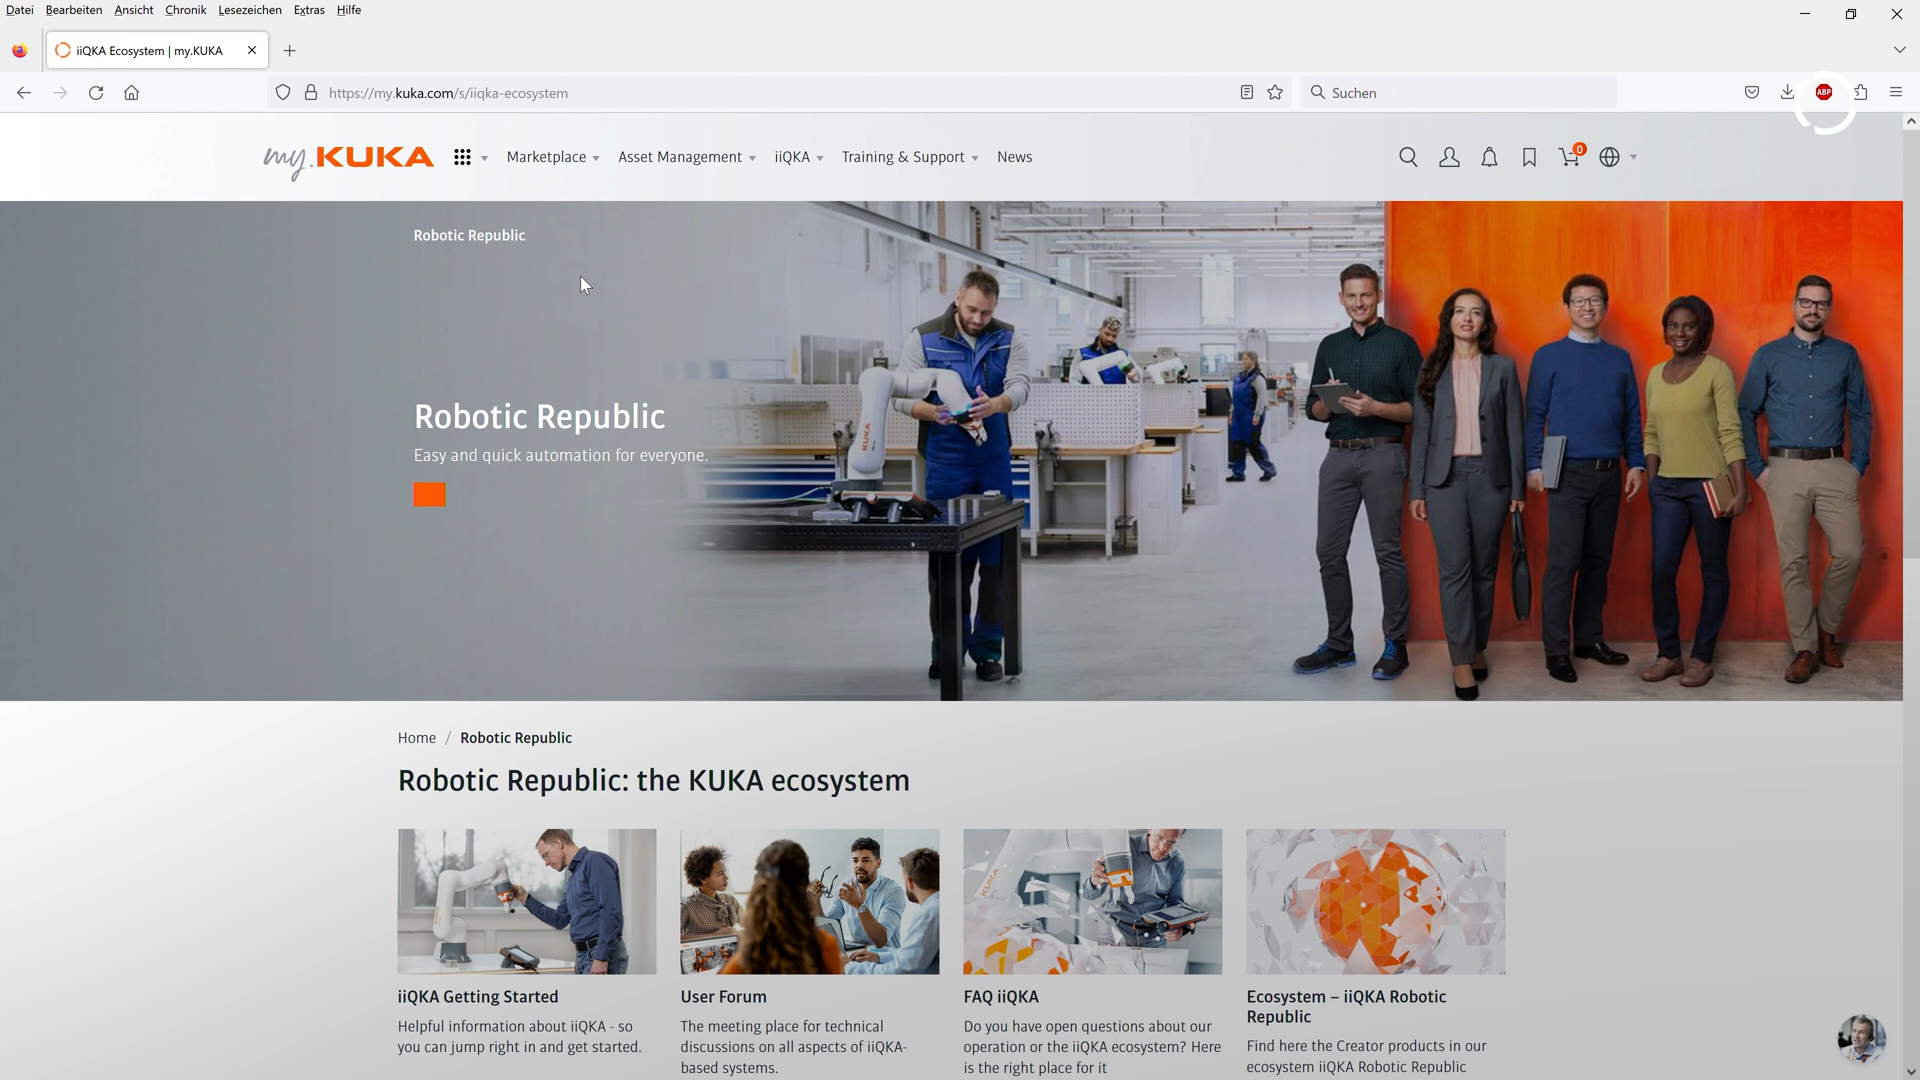 Datei Bearbeiten Ansicht Chronik Lesezeichen Extras Hilfe
iiQKA Ecosystem | my.KUKA
https://my.kuka.com/s/iiqka-ecosystem
Suchen
ABP
my.KUKA Marketplace Asset Management iiQKA Training & Support News
0
Robotic Republic
Robotic Republic
Easy and quick automation for everyone.
KUKA
Home / Robotic Republic
Robotic Republic: the KUKA ecosystem
KUKA
iiQKA Getting Started
Helpful information about iiQKA - so
you can jump right in and get started.
User Forum
The meeting place for technical
discussions on all aspects of iiQKA-
based systems.
FAQ iiQKA
Do you have open questions about our
operation or the iiQKA ecosystem? Here
is the right place for it
Ecosystem – iiQKA Robotic
Republic
Find here the Creator products in our
ecosystem iiQKA Robotic Republic